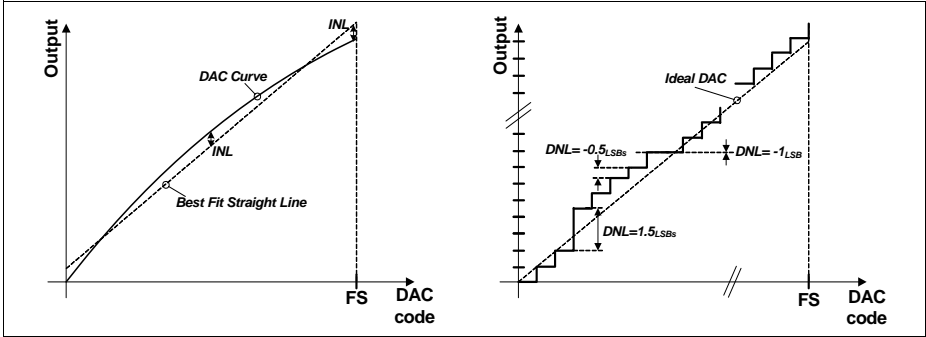 Output
INL
DAC Curve
INL
Best Fit Straight Line
FS
DAC
code
Output
Ideal DAC
DNL= -0.5LSBs
DNL= -1LSB
DNL=1.5LSBs
FS
DAC
code